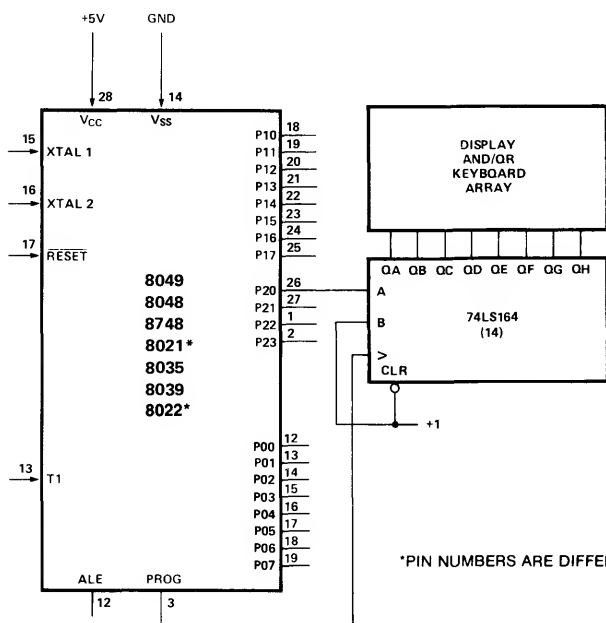 +5V GND
28 14
VCC VSS
15 XTAL 1
16 XTAL 2
17 RESET
8049
8048
8748
8021*
8035
8039
8022*
13 T1
P10 18
P11 19
P12 20
P13 21
P14 22
P15 23
P16 24
P17 25
P20 26
P21 27
P22 1
P23 2
P00 12
P01 13
P02 14
P03 15
P04 16
P05 17
P06 18
P07 19
ALE PROG
12 3
DISPLAY
AND/OR
KEYBOARD
ARRAY
QA QB QC QD QE QF QG QH
A
B
74LS164
(14)
>
CLR
+1
*PIN NUMBERS ARE DIFFE